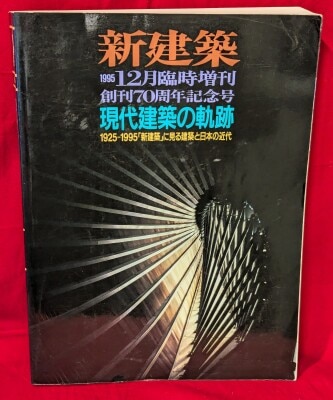 新建築
1995 12月臨時増刊
創刊70周年記念号
現代建築の軌跡
1925-1995「新建築」に見る建築と日本の近代